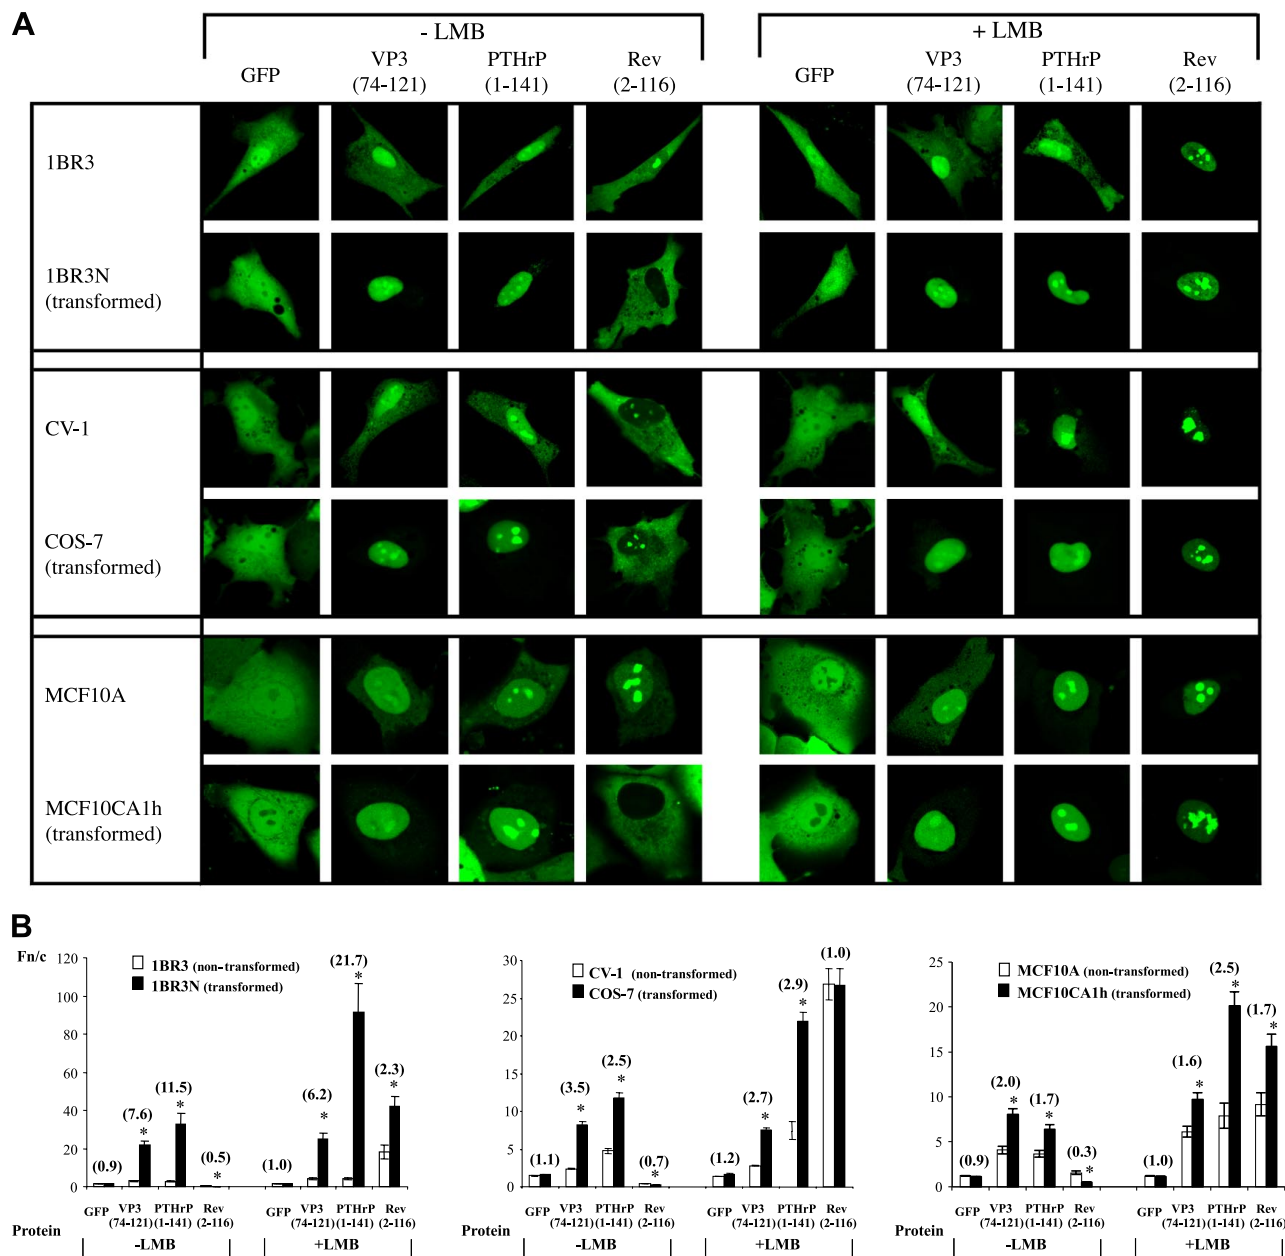 A
- LMB
+ LMB
GFP VP3 (74-121) PTHrP (1-141) Rev (2-116) GFP VP3 (74-121) PTHrP (1-141) Rev (2-116)
1BR3
1BR3N
(transformed)
CV-1
COS-7
(transformed)
MCF10A
MCF10CA1h
(transformed)
B
Fn/c
120
100
80
60
40
20
0
1BR3 (non-transformed)
1BR3N (transformed)
(0.9) (7.6) * (11.5) * (0.5) * (1.0) (6.2) * (21.7) * (2.3) *
Protein
GFP VP3 (74-121) PTHrP (1-141) Rev (2-116) GFP VP3 (74-121) PTHrP (1-141) Rev (2-116)
-LMB +LMB
30
25
20
15
10
5
0
CV-1 (non-transformed)
COS-7 (transformed)
(1.1) (3.5) * (2.5) * (0.7) * (1.2) (2.7) * (2.9) * (1.0)
Protein
GFP VP3 (74-121) PTHrP (1-141) Rev (2-116) GFP VP3 (74-121) PTHrP (1-141) Rev (2-116)
-LMB +LMB
25
20
15
10
5
0
MCF10A (non-transformed)
MCF10CA1h (transformed)
(0.9) (2.0) * (1.7) * (0.3) * (1.0) (1.6) * (2.5) * (1.7) *
Protein
GFP VP3 (74-121) PTHrP (1-141) Rev (2-116) GFP VP3 (74-121) PTHrP (1-141) Rev (2-116)
-LMB +LMB